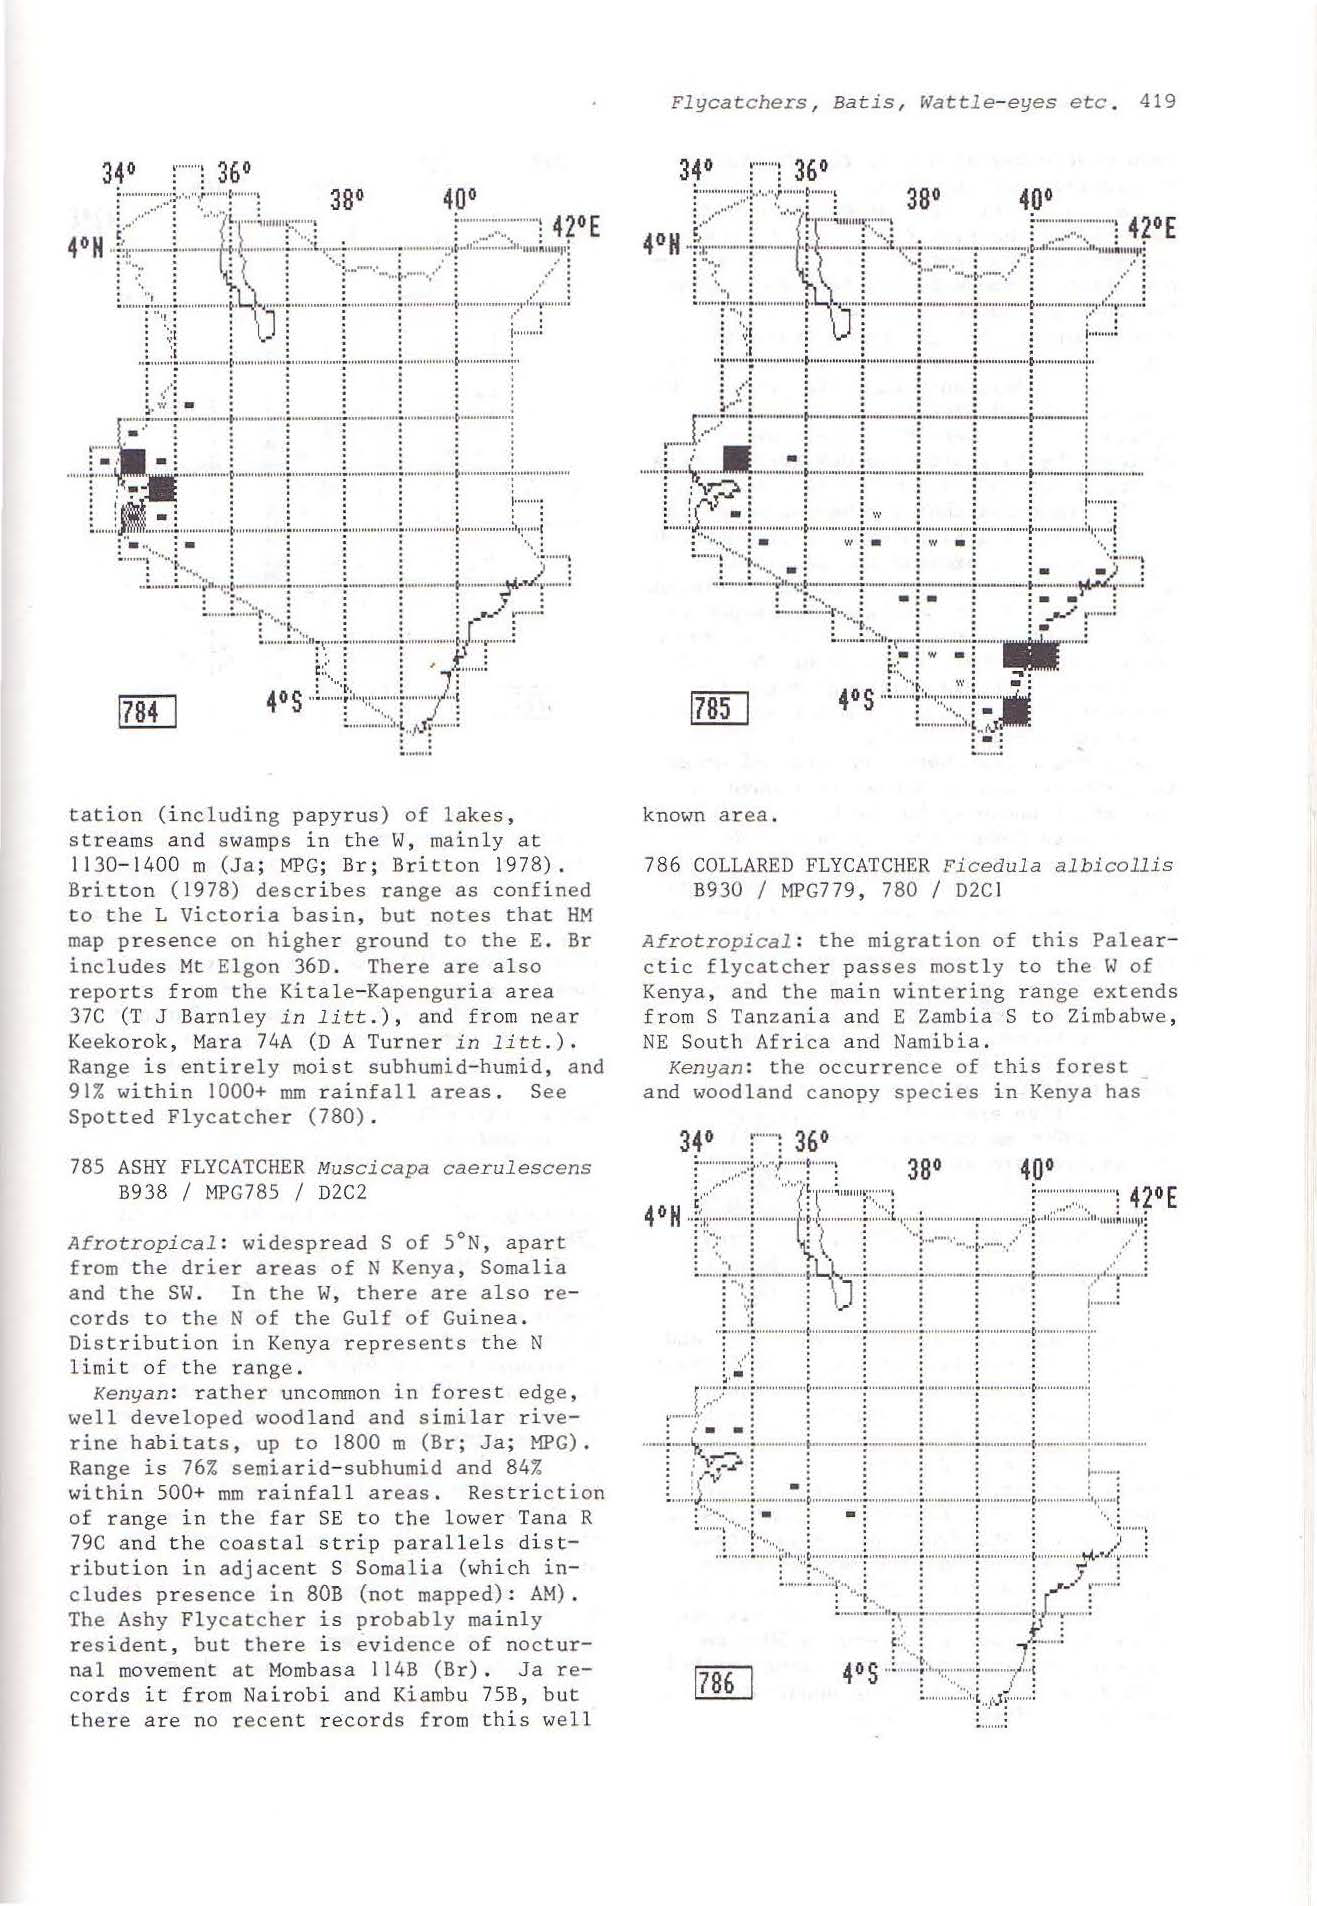 Flycatchers, Batis, Wattle-eyes etc. 419
34° 36°
38° 40°
42°E
4°N
W
4°S
784
tation (including papyrus) of lakes,
streams and swamps in the W, mainly at
1130-1400 m (Ja; MPG; Br; Britton 1978).
Britton (1978) describes range as confined
to the L Victoria basin, but notes that HM
map presence on higher ground to the E. Br
includes Mt Elgon 36D. There are also
reports from the Kitale-Kapenguria area
37C (T J Barnley in litt.), and from near
Keekorok, Mara 74A (D A Turner in litt.).
Range is entirely moist subhumid-humid, and
91% within 1000+ mm rainfall areas. See
Spotted Flycatcher (780).
785 ASHY FLYCATCHER Muscicapa caerulescens
B938 / MPG785 / D2C2
Afrotropical: widespread S of 5°N, apart
from the drier areas of N Kenya, Somalia
and the SW. In the W, there are also re-
cords to the N of the Gulf of Guinea.
Distribution in Kenya represents the N
limit of the range.
Kenyan: rather uncommon in forest edge,
well developed woodland and similar rive-
rine habitats, up to 1800 m (Br; Ja; MPG).
Range is 76% semiarid-subhumid and 84%
within 500+ mm rainfall areas. Restriction
of range in the far SE to the lower Tana R
79C and the coastal strip parallels dist-
ribution in adjacent S Somalia (which in-
cludes presence in 80B (not mapped): AM).
The Ashy Flycatcher is probably mainly
resident, but there is evidence of noctur-
nal movement at Mombasa 114B (Br). Ja re-
cords it from Nairobi and Kiambu 75B, but
there are no recent records from this well
34° 36°
38° 40°
42°E
4°N
W
W W
W
W
4°S
785
known area.
786 COLLARED FLYCATCHER Ficedula albicollis
B930 / MPG779, 780 / D2C1
Afrotropical: the migration of this Palear-
ctic flycatcher passes mostly to the W of
Kenya, and the main wintering range extends
from S Tanzania and E Zambia S to Zimbabwe,
NE South Africa and Namibia.
Kenyan: the occurrence of this forest
and woodland canopy species in Kenya has
34° 36°
38° 40°
42°E
4°N
4°S
786